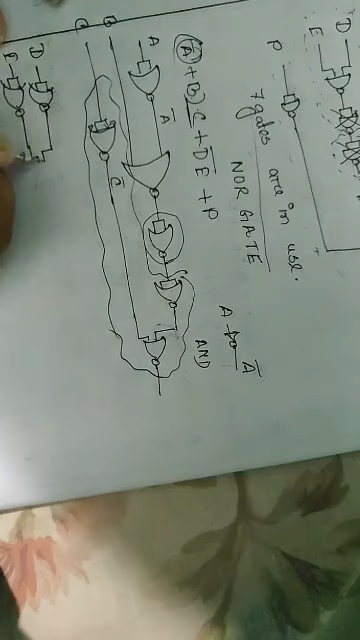 D
E
P
7 gates are in use.
NOR GATE
(A̅+B) C + D̅E + P
A
A̅
B
C
C
A
A̅
AND
D
E